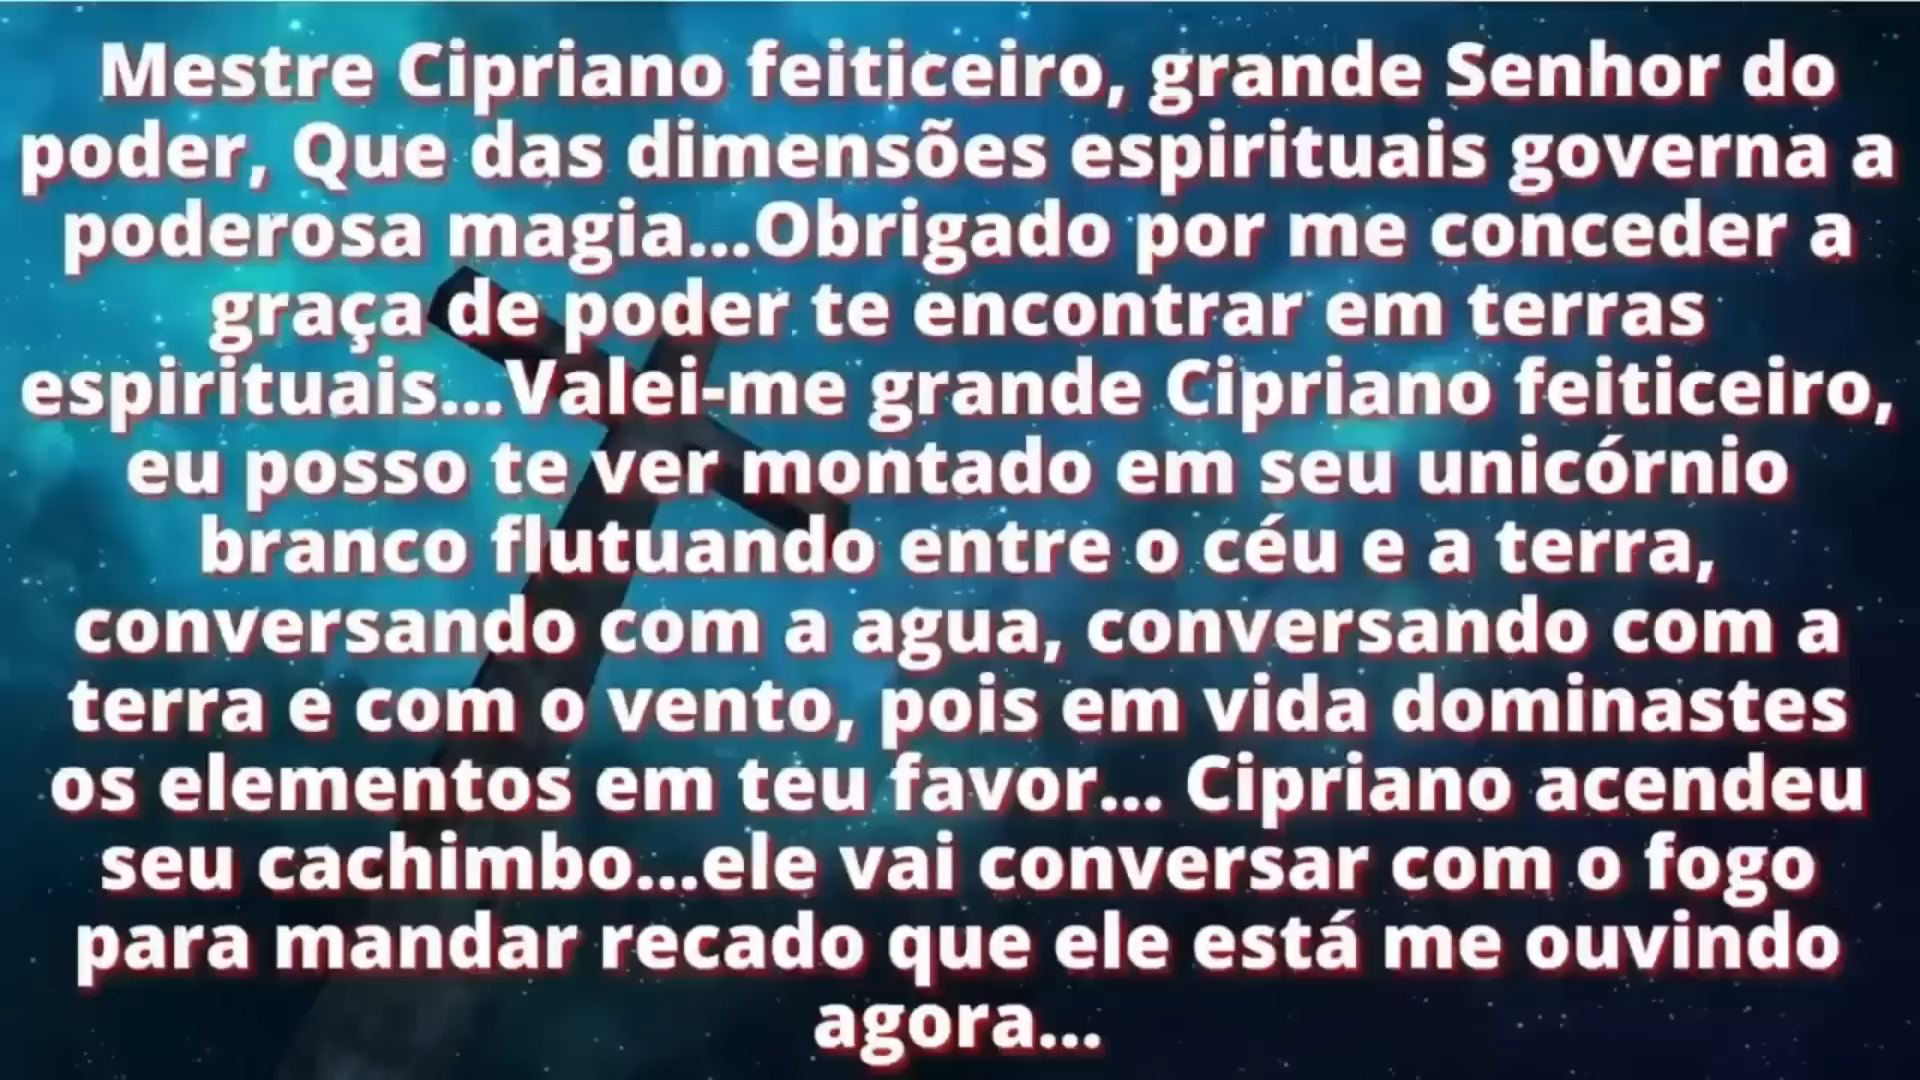 Mestre Cipriano feiticeiro, grande Senhor do
poder, Que das dimensões espirituais governa a
poderosa magia...Obrigado por me conceder a
graça de poder te encontrar em terras
espirituais...Valei-me grande Cipriano feiticeiro,
eu posso te ver montado em seu unicórnio
branco flutuando entre o céu e a terra,
conversando com a agua, conversando com a
terra e com o vento, pois em vida dominastes
os elementos em teu favor... Cipriano acendeu
seu cachimbo...ele vai conversar com o fogo
para mandar recado que ele está me ouvindo
agora...